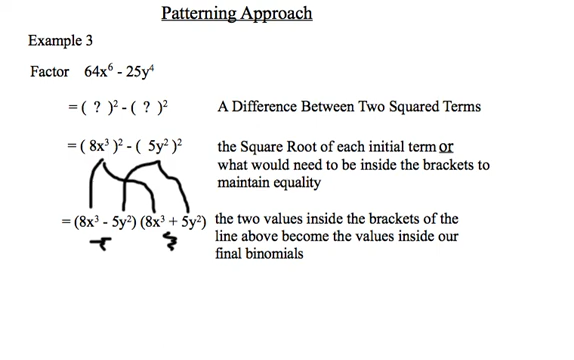 Patterning Approach
Example 3
Factor 64x⁶ - 25y⁴
= ( ? )² - ( ? )² A Difference Between Two Squared Terms
= ( 8x³ )² - ( 5y² )² the Square Root of each initial term or
what would need to be inside the brackets to
maintain equality
= (8x³ - 5y²) (8x³ + 5y²) the two values inside the brackets of the
line above become the values inside our
final binomials